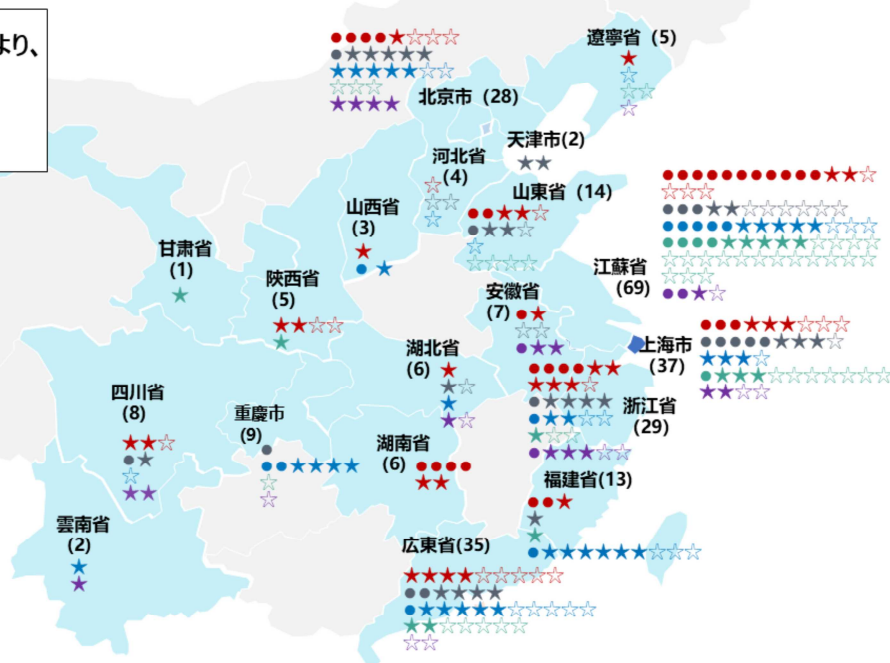 より、
遼寧省（5）
北京市（28）
天津市(2)
河北省
(4)
山東省（14）
山西省
(3)
甘粛省
(1)
陝西省
(5)
江蘇省
(69)
安徽省
(7)
上海市
(37)
湖北省
(6)
四川省
(8)
重慶市
(9)
浙江省
(29)
湖南省
(6)
福建省(13)
雲南省
(2)
広東省(35)